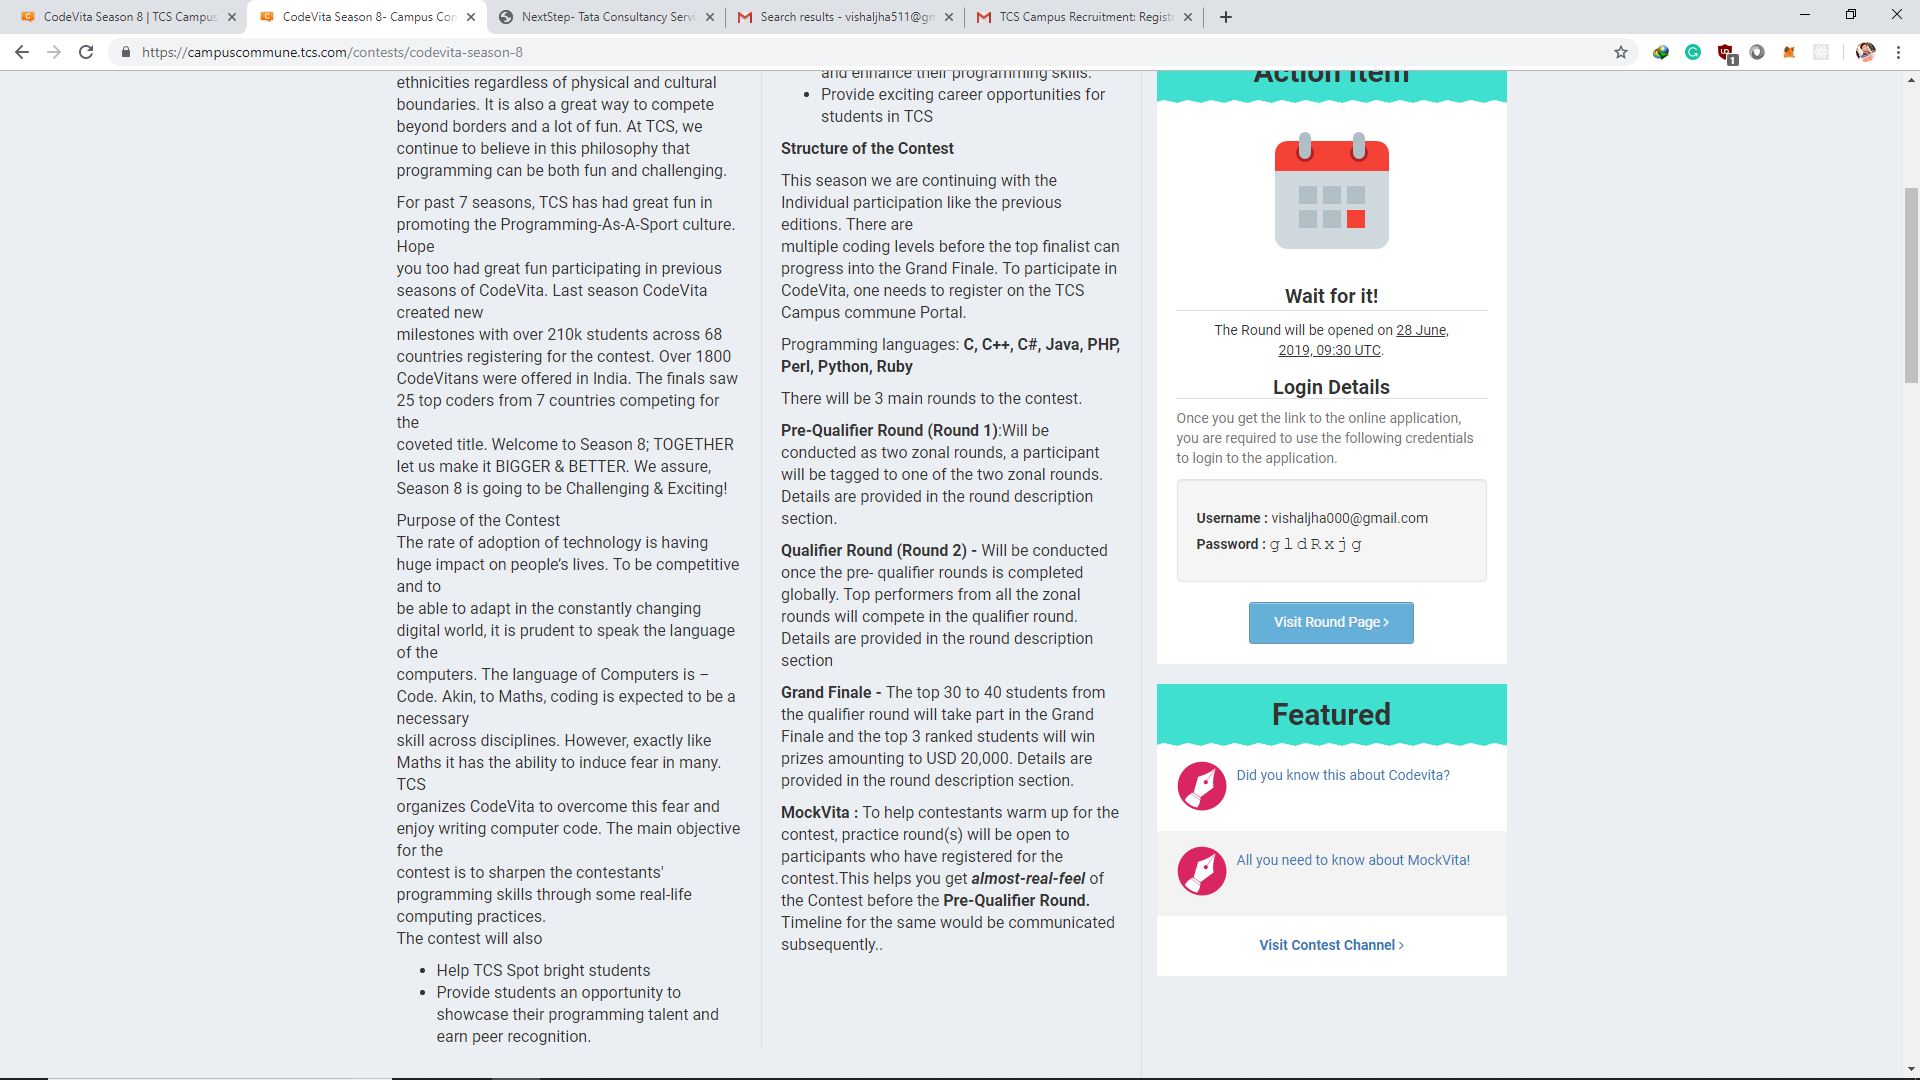 CodeVita Season 8 | TCS Campus
CodeVita Season 8- Campus Con
NextStep- Tata Consultancy Servi
Search results - vishaljha511@gm
TCS Campus Recruitment: Registr
https://campuscommune.tcs.com/contests/codevita-season-8
1
ethnicities regardless of physical and cultural
boundaries. It is also a great way to compete
beyond borders and a lot of fun. At TCS, we
continue to believe in this philosophy that
programming can be both fun and challenging.
For past 7 seasons, TCS has had great fun in
promoting the Programming-As-A-Sport culture.
Hope
you too had great fun participating in previous
seasons of CodeVita. Last season CodeVita
created new
milestones with over 210k students across 68
countries registering for the contest. Over 1800
CodeVitans were offered in India. The finals saw
25 top coders from 7 countries competing for
the
coveted title. Welcome to Season 8; TOGETHER
let us make it BIGGER & BETTER. We assure,
Season 8 is going to be Challenging & Exciting!
Purpose of the Contest
The rate of adoption of technology is having
huge impact on people’s lives. To be competitive
and to
be able to adapt in the constantly changing
digital world, it is prudent to speak the language
of the
computers. The language of Computers is –
Code. Akin, to Maths, coding is expected to be a
necessary
skill across disciplines. However, exactly like
Maths it has the ability to induce fear in many.
TCS
organizes CodeVita to overcome this fear and
enjoy writing computer code. The main objective
for the
contest is to sharpen the contestants'
programming skills through some real-life
computing practices.
The contest will also
• Help TCS Spot bright students
• Provide students an opportunity to
showcase their programming talent and
earn peer recognition.
and enhance their programming skills.
• Provide exciting career opportunities for
students in TCS
Structure of the Contest
This season we are continuing with the
Individual participation like the previous
editions. There are
multiple coding levels before the top finalist can
progress into the Grand Finale. To participate in
CodeVita, one needs to register on the TCS
Campus commune Portal.
Programming languages: C, C++, C#, Java, PHP,
Perl, Python, Ruby
There will be 3 main rounds to the contest.
Pre-Qualifier Round (Round 1):Will be
conducted as two zonal rounds, a participant
will be tagged to one of the two zonal rounds.
Details are provided in the round description
section.
Qualifier Round (Round 2) - Will be conducted
once the pre- qualifier rounds is completed
globally. Top performers from all the zonal
rounds will compete in the qualifier round.
Details are provided in the round description
section
Grand Finale - The top 30 to 40 students from
the qualifier round will take part in the Grand
Finale and the top 3 ranked students will win
prizes amounting to USD 20,000. Details are
provided in the round description section.
MockVita : To help contestants warm up for the
contest, practice round(s) will be open to
participants who have registered for the
contest.This helps you get almost-real-feel of
the Contest before the Pre-Qualifier Round.
Timeline for the same would be communicated
subsequently..
Action Item
Wait for it!
The Round will be opened on 28 June,
2019, 09:30 UTC.
Login Details
Once you get the link to the online application,
you are required to use the following credentials
to login to the application.
Username : vishaljha000@gmail.com
Password : gldRxjg
Visit Round Page >
Featured
Did you know this about Codevita?
All you need to know about MockVita!
Visit Contest Channel >